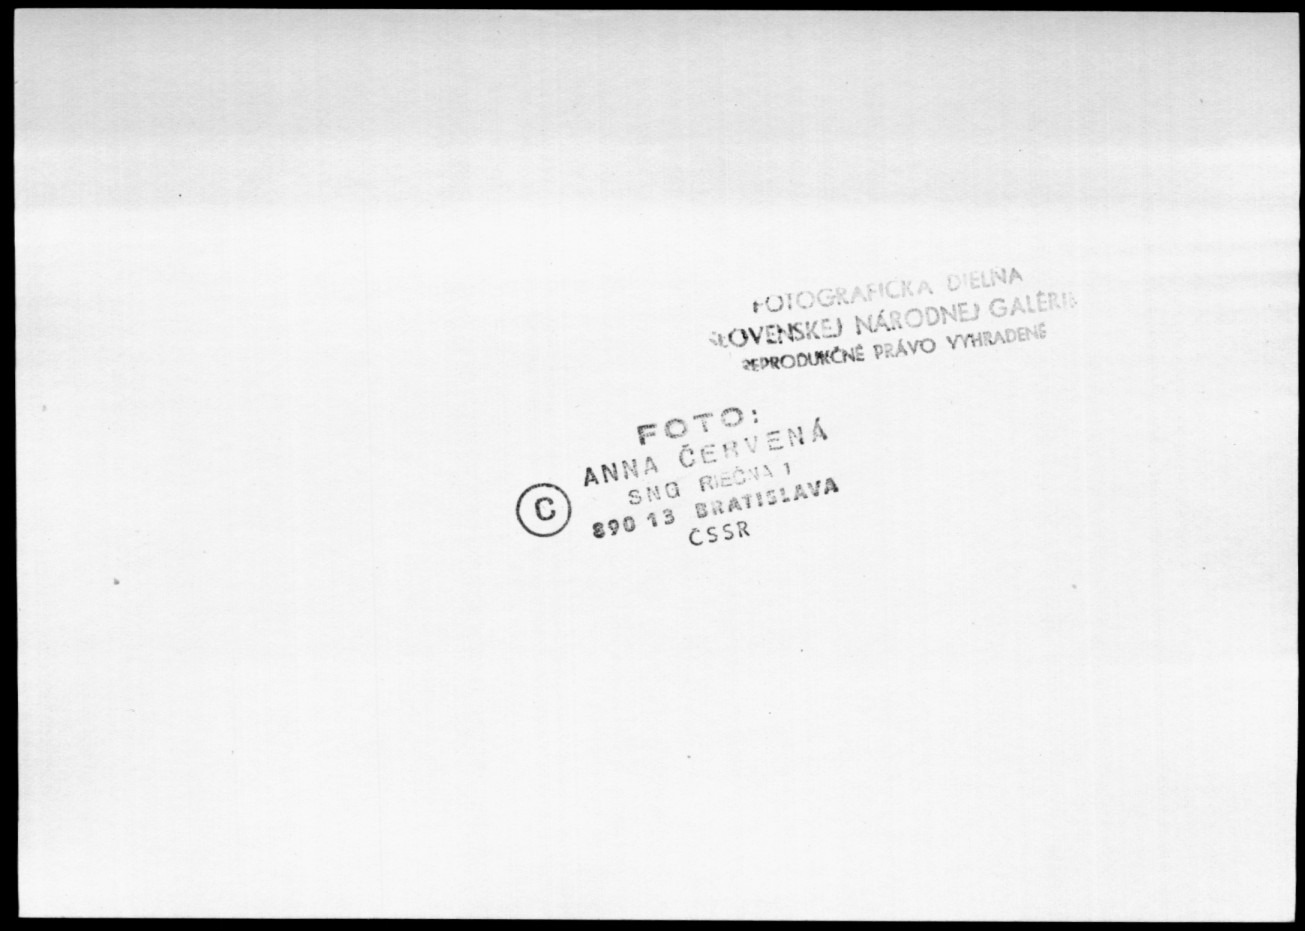 FOTOGRAFICKÁ DIELŇA
SLOVENSKEJ NÁRODNEJ GALÉRIE
REPRODUKČNÉ PRÁVO VYHRADENÉ
FOTO:
ANNA ČERVENÁ
SNG RIEČNA 1
© 890 13 BRATISLAVA
ČSSR